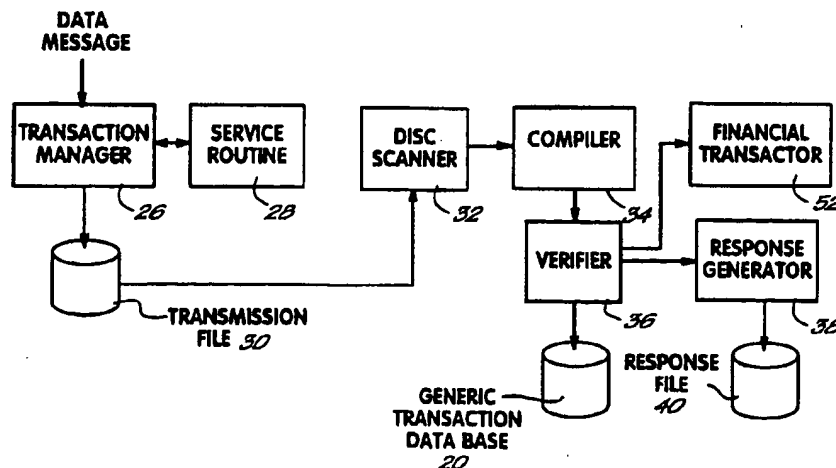 DATA
MESSAGE
TRANSACTION
MANAGER
26
SERVICE
ROUTINE
28
TRANSMISSION
FILE 30
DISC
SCANNER
32
COMPILER
34
VERIFIER
36
FINANCIAL
TRANSACTOR
52
RESPONSE
GENERATOR
38
GENERIC
TRANSACTION
DATA BASE
20
RESPONSE
FILE
40